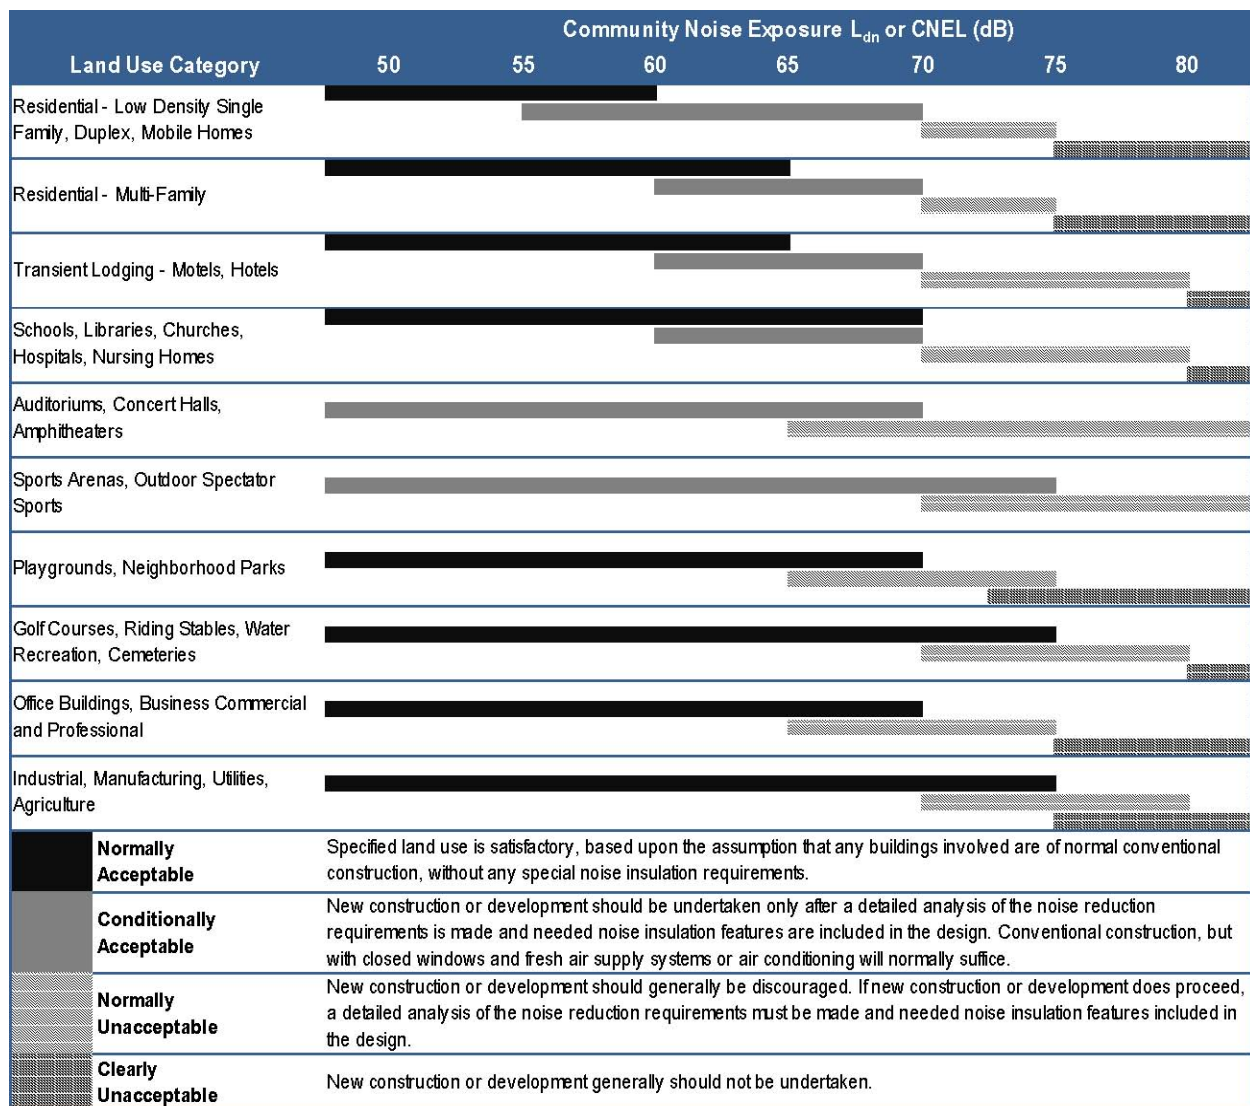 Community Noise Exposure Ldn or CNEL (dB)
Land Use Category 50 55 60 65 70 75 80
Residential - Low Density Single
Family, Duplex, Mobile Homes
Residential - Multi-Family
Transient Lodging - Motels, Hotels
Schools, Libraries, Churches,
Hospitals, Nursing Homes
Auditoriums, Concert Halls,
Amphitheaters
Sports Arenas, Outdoor Spectator
Sports
Playgrounds, Neighborhood Parks
Golf Courses, Riding Stables, Water
Recreation, Cemeteries
Office Buildings, Business Commercial
and Professional
Industrial, Manufacturing, Utilities,
Agriculture
Normally
Acceptable
Specified land use is satisfactory, based upon the assumption that any buildings involved are of normal conventional
construction, without any special noise insulation requirements.
Conditionally
Acceptable
New construction or development should be undertaken only after a detailed analysis of the noise reduction
requirements is made and needed noise insulation features are included in the design. Conventional construction, but
with closed windows and fresh air supply systems or air conditioning will normally suffice.
Normally
Unacceptable
New construction or development should generally be discouraged. If new construction or development does proceed,
a detailed analysis of the noise reduction requirements must be made and needed noise insulation features included in
the design.
Clearly
Unacceptable
New construction or development generally should not be undertaken.